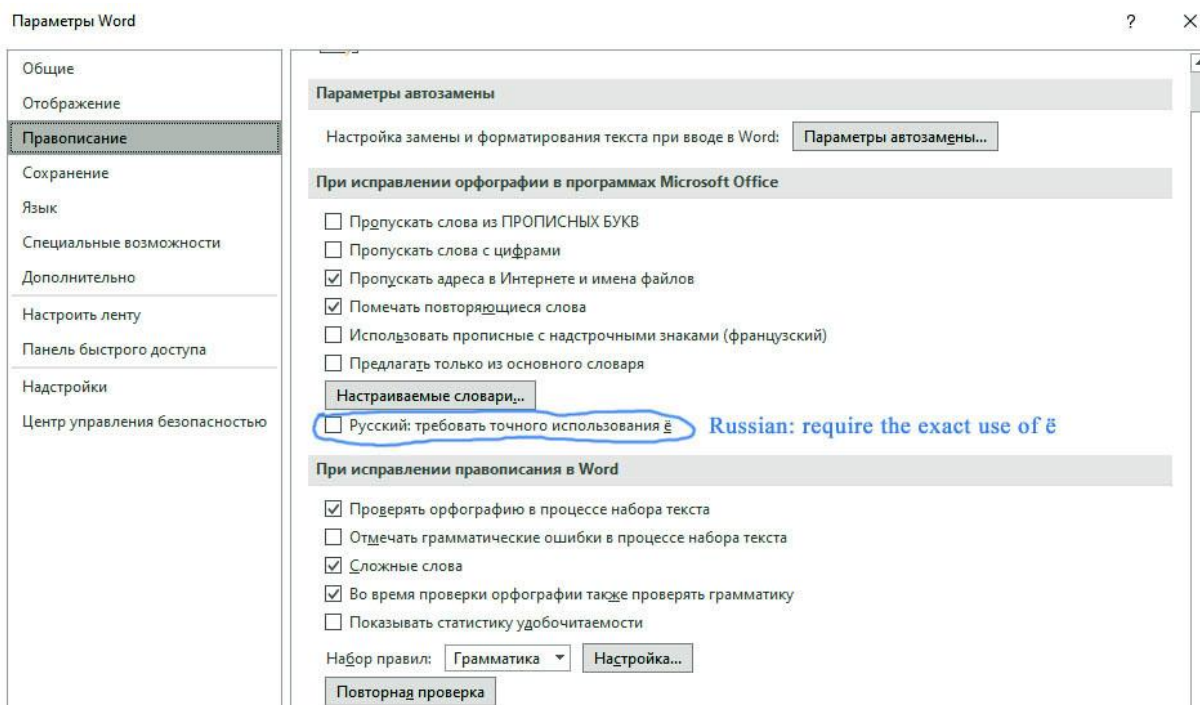 Параметры Word
?
Общие
Отображение
Правописание
Сохранение
Язык
Специальные возможности
Дополнительно
Настроить ленту
Панель быстрого доступа
Надстройки
Центр управления безопасностью
Параметры автозамены
Настройка замены и форматирования текста при вводе в Word: Параметры автозамены...
При исправлении орфографии в программах Microsoft Office
Пропускать слова из ПРОПИСНЫХ БУКВ
Пропускать слова с цифрами
Пропускать адреса в Интернете и имена файлов
Помечать повторяющиеся слова
Использовать прописные с надстрочными знаками (французский)
Предлагать только из основного словаря
Настраиваемые словари...
Русский: требовать точного использования ё Russian: require the exact use of ё
При исправлении правописания в Word
Проверять орфографию в процессе набора текста
Отмечать грамматические ошибки в процессе набора текста
Сложные слова
Во время проверки орфографии также проверять грамматику
Показывать статистику удобочитаемости
Набор правил: Грамматика Настройка...
Повторная проверка